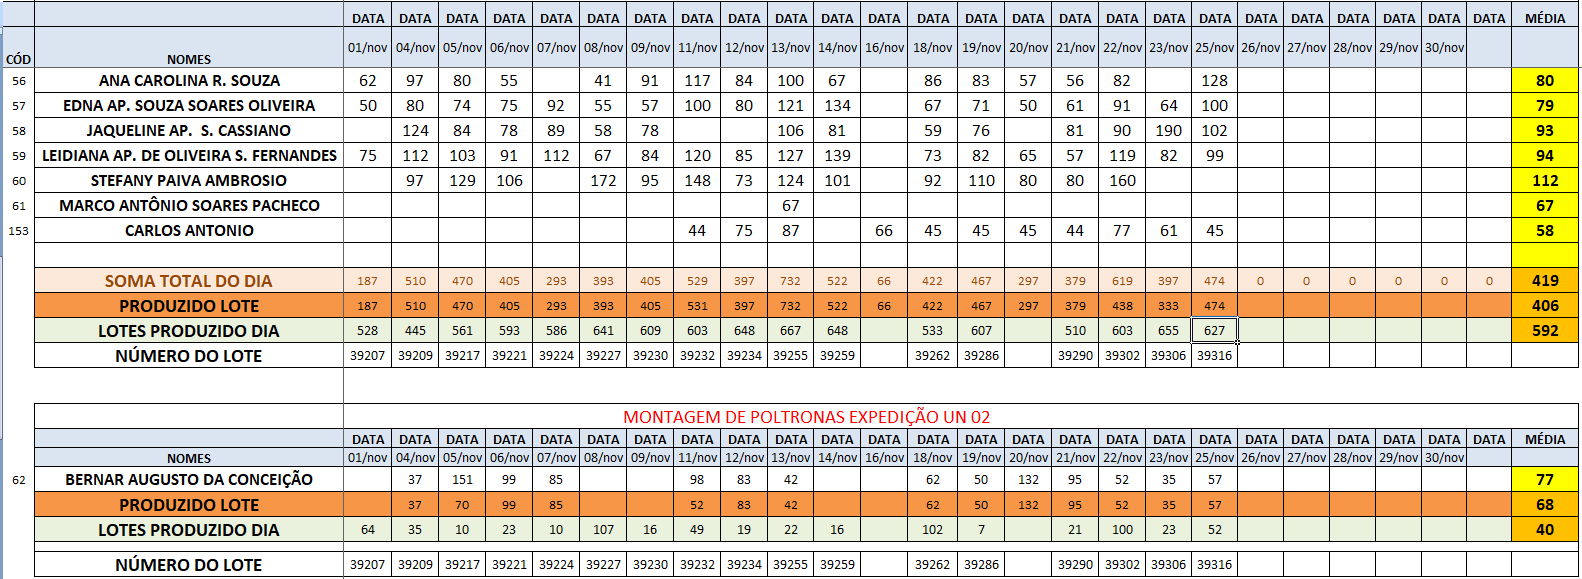 DATA DATA DATA DATA DATA DATA DATA DATA DATA DATA DATA DATA DATA DATA DATA DATA DATA DATA DATA DATA DATA DATA DATA DATA DATA MÉDIA
CÓD NOMES 01/nov 04/nov 05/nov 06/nov 07/nov 08/nov 09/nov 11/nov 12/nov 13/nov 14/nov 16/nov 18/nov 19/nov 20/nov 21/nov 22/nov 23/nov 25/nov 26/nov 27/nov 28/nov 29/nov 30/nov
56 ANA CAROLINA R. SOUZA 62 97 80 55 41 91 117 84 100 67 86 83 57 56 82 128 80
57 EDNA AP. SOUZA SOARES OLIVEIRA 50 80 74 75 92 55 57 100 80 121 134 67 71 50 61 91 64 100 79
58 JAQUELINE AP. S. CASSIANO 124 84 78 89 58 78 106 81 59 76 81 90 190 102 93
59 LEIDIANA AP. DE OLIVEIRA S. FERNANDES 75 112 103 91 112 67 84 120 85 127 139 73 82 65 57 119 82 99 94
60 STEFANY PAIVA AMBROSIO 97 129 106 172 95 148 73 124 101 92 110 80 80 160 112
61 MARCO ANTÔNIO SOARES PACHECO 67 67
153 CARLOS ANTONIO 44 75 87 66 45 45 45 44 77 61 45 58
SOMA TOTAL DO DIA 187 510 470 405 293 393 405 529 397 732 522 66 422 467 297 379 619 397 474 0 0 0 0 0 0 419
PRODUZIDO LOTE 187 510 470 405 293 393 405 531 397 732 522 66 422 467 297 379 438 333 474 406
LOTES PRODUZIDO DIA 528 445 561 593 586 641 609 603 648 667 648 533 607 510 603 655 627 592
NÚMERO DO LOTE 39207 39209 39217 39221 39224 39227 39230 39232 39234 39255 39259 39262 39286 39290 39302 39306 39316
MONTAGEM DE POLTRONAS EXPEDIÇÃO UN 02
DATA DATA DATA DATA DATA DATA DATA DATA DATA DATA DATA DATA DATA DATA DATA DATA DATA DATA DATA DATA DATA DATA DATA DATA DATA MÉDIA
NOMES 01/nov 04/nov 05/nov 06/nov 07/nov 08/nov 09/nov 11/nov 12/nov 13/nov 14/nov 16/nov 18/nov 19/nov 20/nov 21/nov 22/nov 23/nov 25/nov 26/nov 27/nov 28/nov 29/nov 30/nov
62 BERNAR AUGUSTO DA CONCEIÇÃO 37 151 99 85 98 83 42 62 50 132 95 52 35 57 77
PRODUZIDO LOTE 37 70 99 85 52 83 42 62 50 132 95 52 35 57 68
LOTES PRODUZIDO DIA 64 35 10 23 10 107 16 49 19 22 16 102 7 21 100 23 52 40
NÚMERO DO LOTE 39207 39209 39217 39221 39224 39227 39230 39232 39234 39255 39259 39262 39286 39290 39302 39306 39316